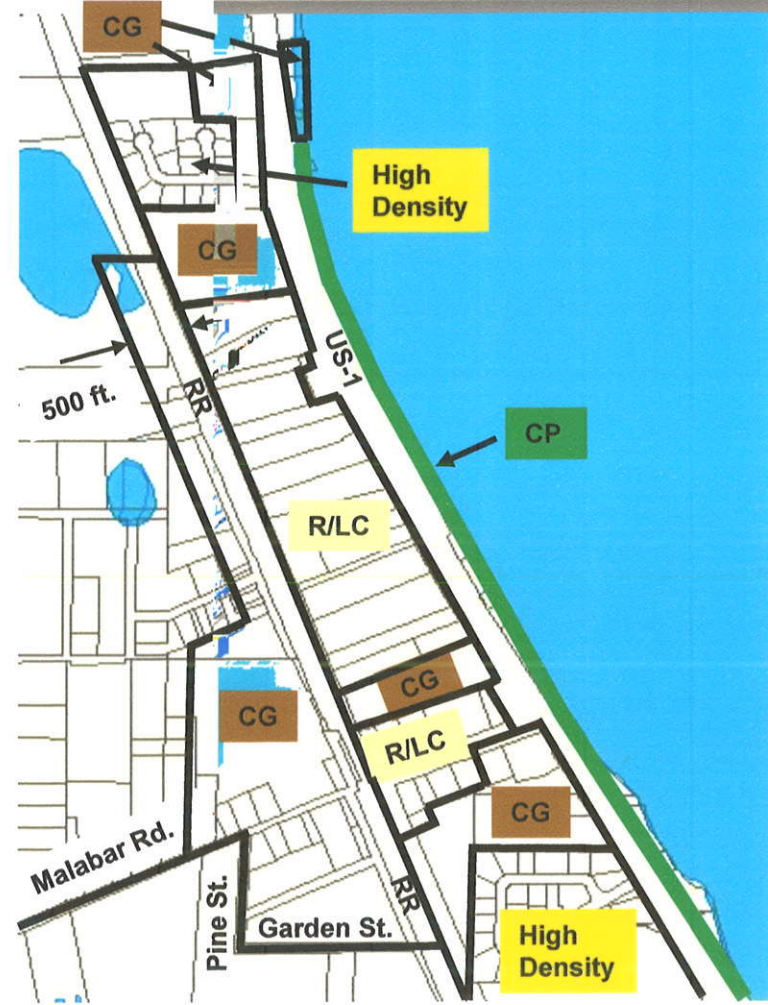 CG
High
Density
CG
US-1
500 ft.
RR
CP
R/LC
CG
CG
R/LC
CG
Malabar Rd.
Pine St.
Garden St.
RR
High
Density